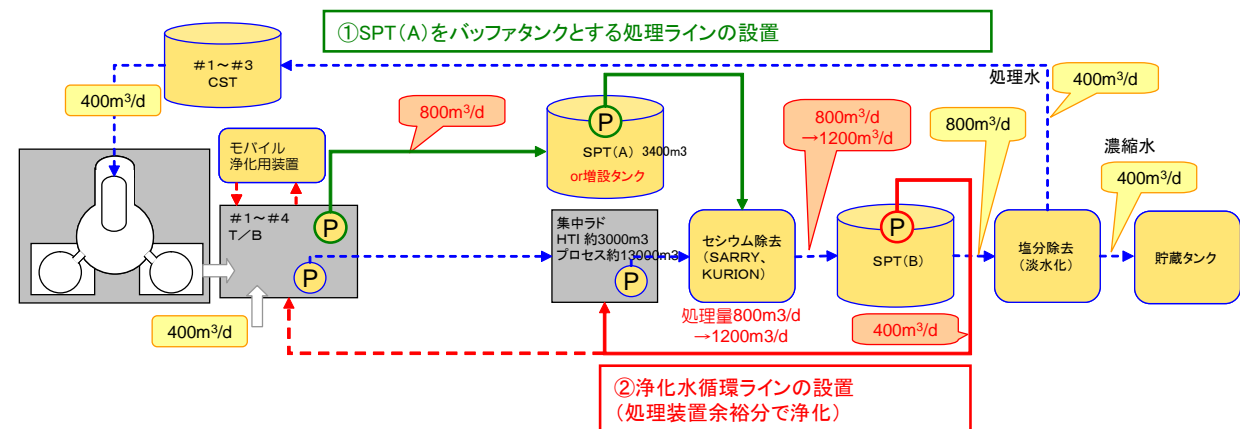 ①SPT(A)をバッファタンクとする処理ラインの設置
#1~#3
CST
400m³/d
800m³/d
P
SPT(A) 3400m3
or増設タンク
モバイル
浄化用装置
#1~#4
T/B
P
P
400m³/d
集中ラド
HTI 約3000m3
プロセス約13000m3
P
セシウム除去
(SARRY、
KURION)
処理量800m3/d
→1200m3/d
800m³/d
→1200m³/d
P
SPT(B)
400m³/d
800m³/d
処理水
400m³/d
濃縮水
400m³/d
塩分除去
(淡水化)
貯蔵タンク
②浄化水循環ラインの設置
(処理装置余裕分で浄化)